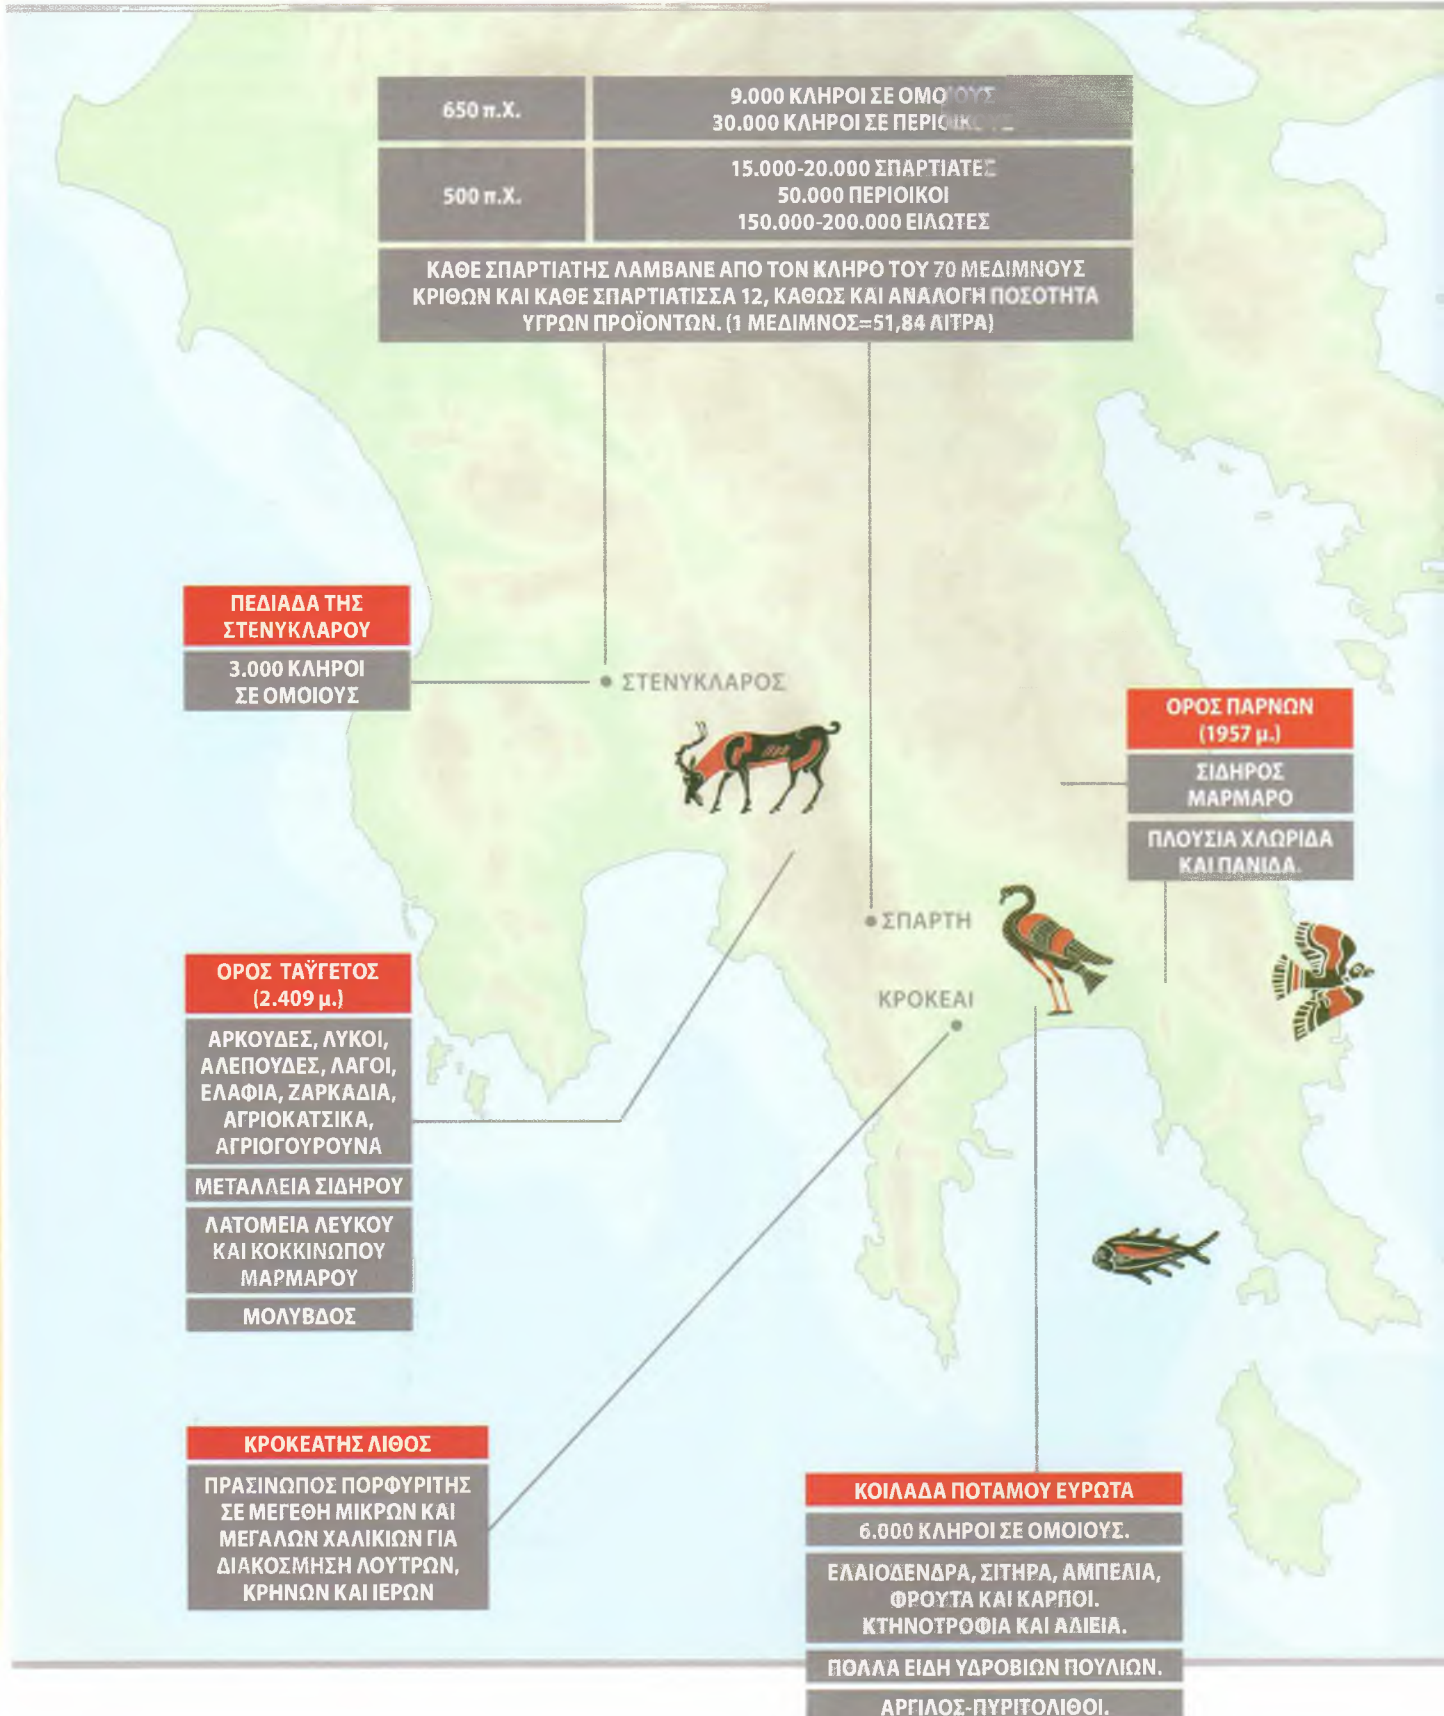 650 π.Χ.
9.000 ΚΛΗΡΟΙ ΣΕ ΟΜΟΙΟΥΣ
30.000 ΚΛΗΡΟΙ ΣΕ ΠΕΡΙΟΙΚΟΥΣ
500 π.Χ.
15.000-20.000 ΣΠΑΡΤΙΑΤΕΣ
50.000 ΠΕΡΙΟΙΚΟΙ
150.000-200.000 ΕΙΛΩΤΕΣ
ΚΑΘΕ ΣΠΑΡΤΙΑΤΗΣ ΛΑΜΒΑΝΕ ΑΠΟ ΤΟΝ ΚΛΗΡΟ ΤΟΥ 70 ΜΕΔΙΜΝΟΥΣ
ΚΡΙΘΩΝ ΚΑΙ ΚΑΘΕ ΣΠΑΡΤΙΑΤΙΣΣΑ 12, ΚΑΘΩΣ ΚΑΙ ΑΝΑΛΟΓΗ ΠΟΣΟΤΗΤΑ
ΥΓΡΩΝ ΠΡΟΪΟΝΤΩΝ. (1 ΜΕΔΙΜΝΟΣ=51,84 ΛΙΤΡΑ)
ΠΕΔΙΑΔΑ ΤΗΣ
ΣΤΕΝΥΚΛΑΡΟΥ
3.000 ΚΛΗΡΟΙ
ΣΕ ΟΜΟΙΟΥΣ
ΣΤΕΝΥΚΛΑΡΟΣ
ΟΡΟΣ ΠΑΡΝΩΝ
(1957 μ.)
ΣΙΔΗΡΟΣ
ΜΑΡΜΑΡΟ
ΠΛΟΥΣΙΑ ΧΛΩΡΙΔΑ
ΚΑΙ ΠΑΝΙΔΑ.
ΣΠΑΡΤΗ
ΚΡΟΚΕΑΙ
ΟΡΟΣ ΤΑΫΓΕΤΟΣ
(2.409 μ.)
ΑΡΚΟΥΔΕΣ, ΛΥΚΟΙ,
ΑΛΕΠΟΥΔΕΣ, ΛΑΓΟΙ,
ΕΛΑΦΙΑ, ΖΑΡΚΑΔΙΑ,
ΑΓΡΙΟΚΑΤΣΙΚΑ,
ΑΓΡΙΟΓΟΥΡΟΥΝΑ
ΜΕΤΑΛΛΕΙΑ ΣΙΔΗΡΟΥ
ΛΑΤΟΜΕΙΑ ΛΕΥΚΟΥ
ΚΑΙ ΚΟΚΚΙΝΩΠΟΥ
ΜΑΡΜΑΡΟΥ
ΜΟΛΥΒΔΟΣ
ΚΡΟΚΕΑΤΗΣ ΛΙΘΟΣ
ΠΡΑΣΙΝΩΠΟΣ ΠΟΡΦΥΡΙΤΗΣ
ΣΕ ΜΕΓΕΘΗ ΜΙΚΡΩΝ ΚΑΙ
ΜΕΓΑΛΩΝ ΧΑΛΙΚΙΩΝ ΓΙΑ
ΔΙΑΚΟΣΜΗΣΗ ΛΟΥΤΡΩΝ,
ΚΡΗΝΩΝ ΚΑΙ ΙΕΡΩΝ
ΚΟΙΛΑΔΑ ΠΟΤΑΜΟΥ ΕΥΡΩΤΑ
6.000 ΚΛΗΡΟΙ ΣΕ ΟΜΟΙΟΥΣ.
ΕΛΑΙΟΔΕΝΔΡΑ, ΣΙΤΗΡΑ, ΑΜΠΕΛΙΑ,
ΦΡΟΥΤΑ ΚΑΙ ΚΑΡΠΟΙ.
ΚΤΗΝΟΤΡΟΦΙΑ ΚΑΙ ΑΛΙΕΙΑ.
ΠΟΛΛΑ ΕΙΔΗ ΥΔΡΟΒΙΩΝ ΠΟΥΛΙΩΝ.
ΑΡΓΙΛΟΣ-ΠΥΡΙΤΟΛΙΘΟΙ.